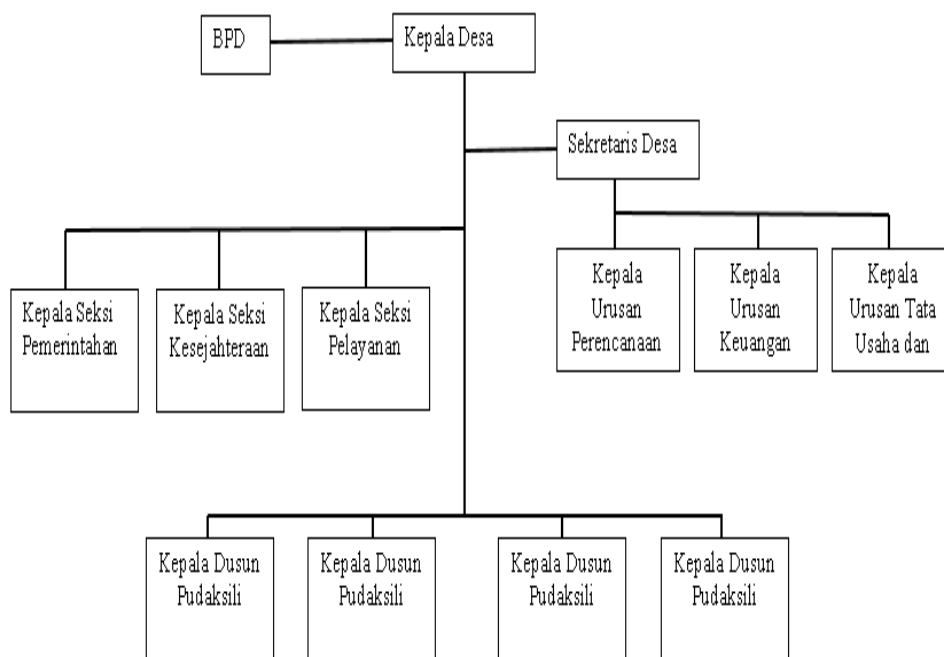 BPD
Kepala Desa
Sekretaris Desa
Kepala Seksi
Pemerintahan
Kepala Seksi
Kesejahteraan
Kepala Seksi
Pelayanan
Kepala
Urusan
Perencanaan
Kepala
Urusan
Keuangan
Kepala
Urusan Tata
Usaha dan
Kepala Dusun
Pudaksili
Kepala Dusun
Pudaksili
Kepala Dusun
Pudaksili
Kepala Dusun
Pudaksili